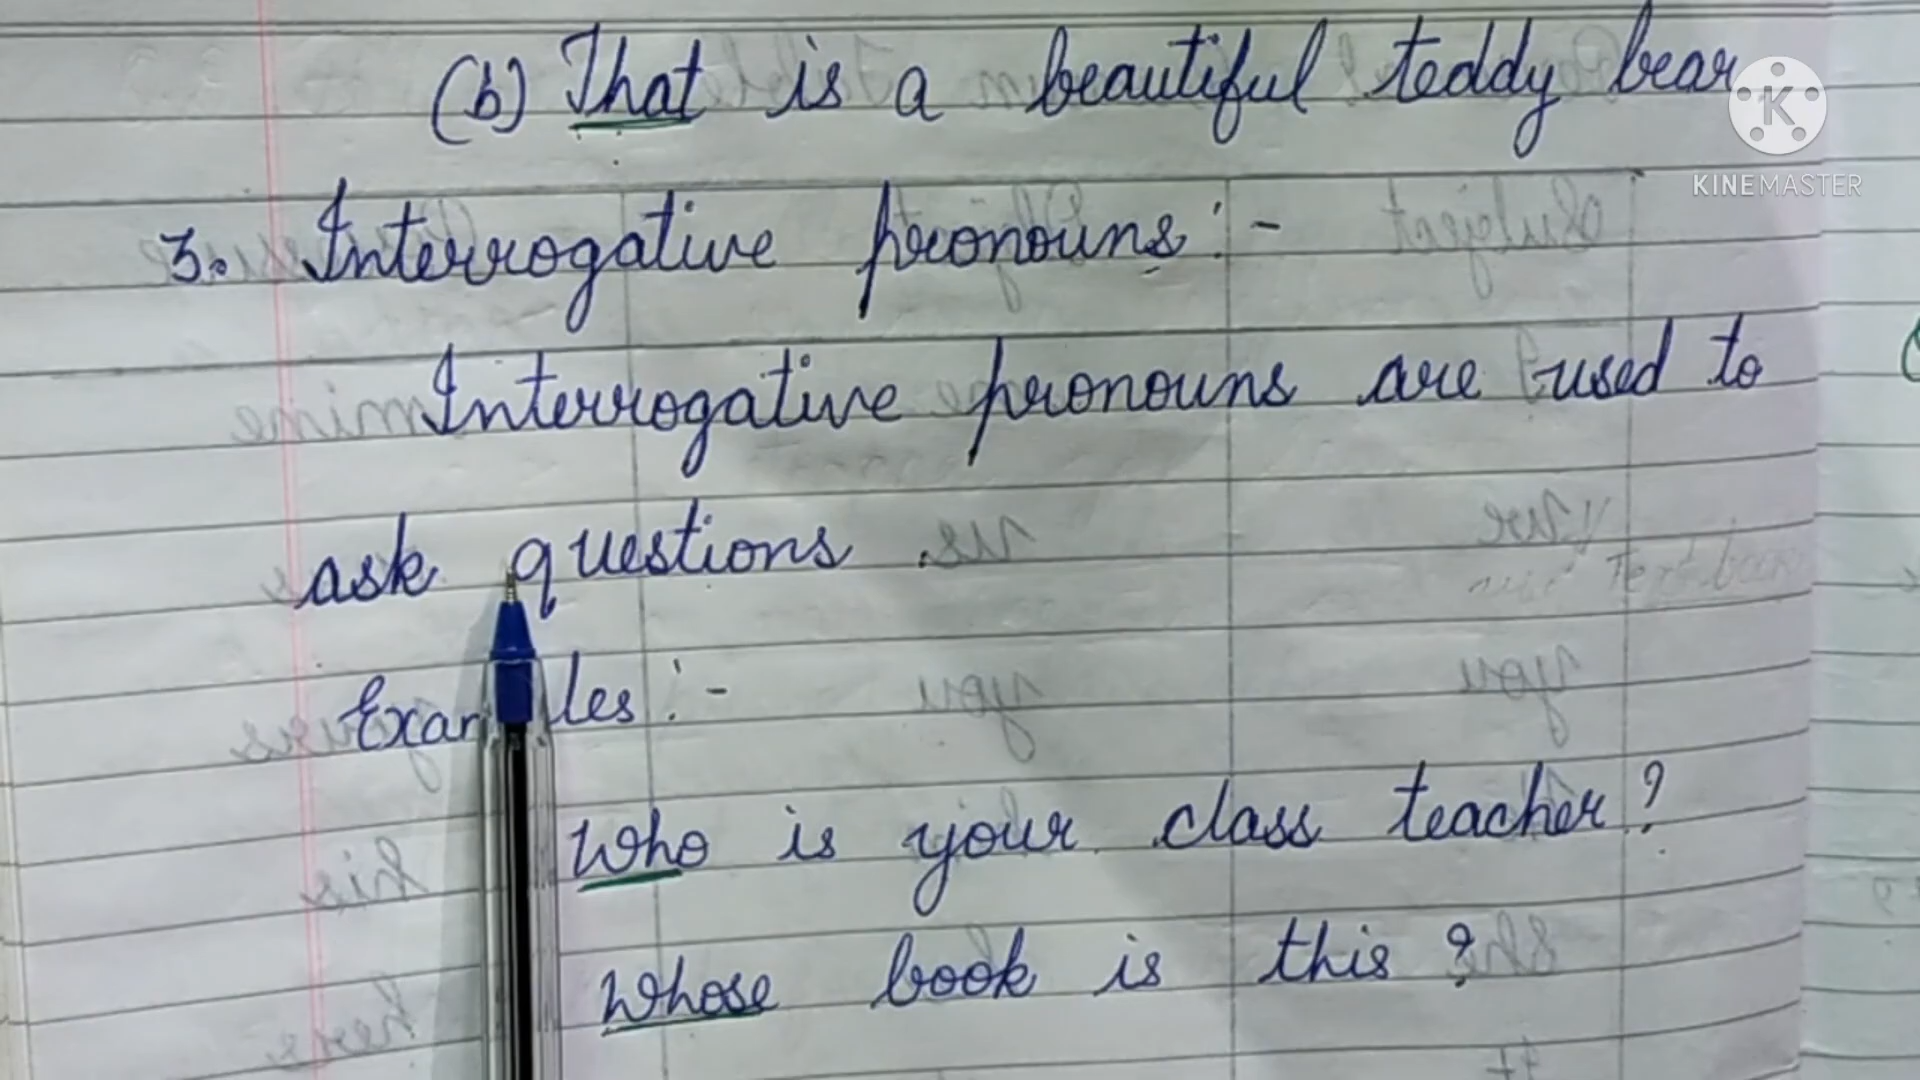 (b) That is a beautiful teddy bear
K
KINEMASTER
3. Interrogative pronouns :-
Interrogative pronouns are used to
ask questions .
Examples :-
Who is your class teacher ?
Whose book is this ?